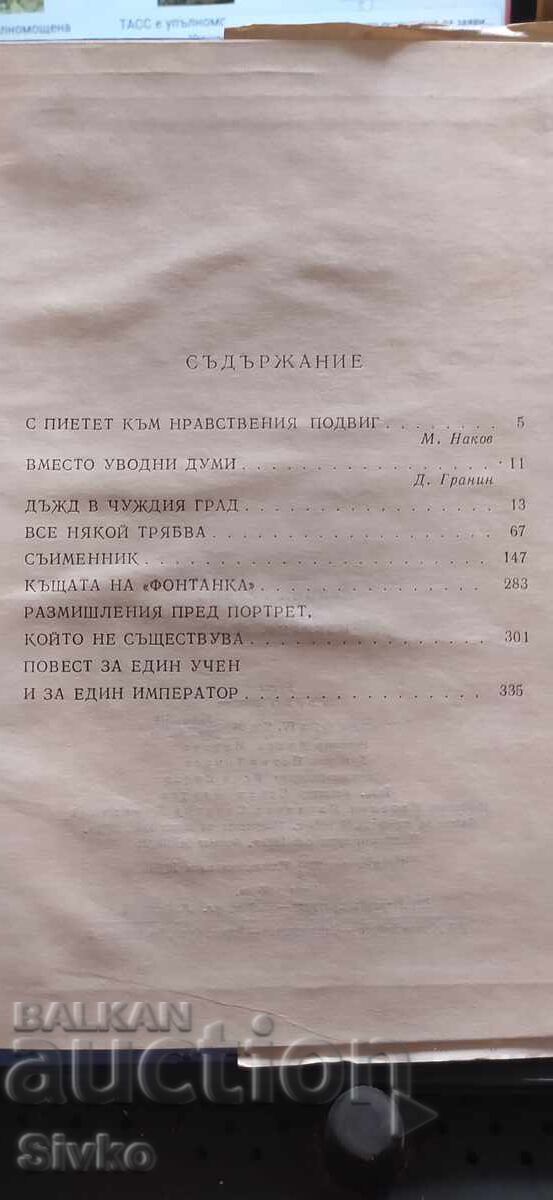 ТАСС е упълномо
СЪДЪРЖАНИЕ
С ПИЕТЕТ КЪМ НРАВСТВЕНИЯ ПОДВИГ . . . . . . . . 5
М. Наков
ВМЕСТО УВОДНИ ДУМИ . . . . . . . . . . . . . . . . 11
Д. Гранин
ДЪЖД В ЧУЖДИЯ ГРАД . . . . . . . . . . . . . . . . 13
ВСЕ НЯКОЙ ТРЯБВА . . . . . . . . . . . . . . . . . 67
СЪИМЕННИК . . . . . . . . . . . . . . . . . . . . . 147
КЪЩАТА НА «ФОНТАНКА» . . . . . . . . . . . . . . 283
РАЗМИШЛЕНИЯ ПРЕД ПОРТРЕТ,
КОЙТО НЕ СЪЩЕСТВУВА . . . . . . . . . . . . . . . 301
ПОВЕСТ ЗА ЕДИН УЧЕН
И ЗА ЕДИН ИМПЕРАТОР . . . . . . . . . . . . . . . 335
BALKAN
auction
Sivko